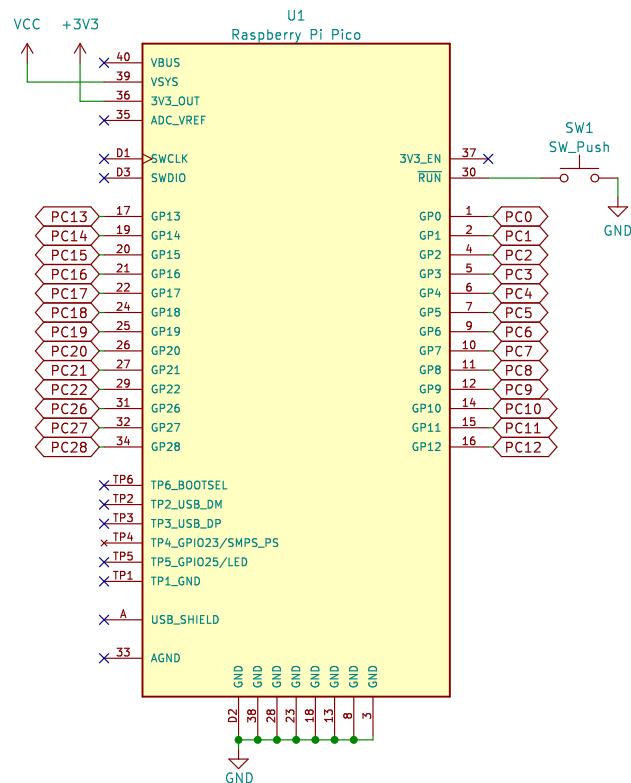 U1
Raspberry Pi Pico
VCC +3V3
40 VBUS
39 VSYS
36 3V3_OUT
35 ADC_VREF
D1 SWCLK 3V3_EN 37
D3 SWDIO RUN 30
SW1
SW_Push
GND
PC13 17 GP13 GP0 1 PC0
PC14 19 GP14 GP1 2 PC1
PC15 20 GP15 GP2 4 PC2
PC16 21 GP16 GP3 5 PC3
PC17 22 GP17 GP4 6 PC4
PC18 24 GP18 GP5 7 PC5
PC19 25 GP19 GP6 9 PC6
PC20 26 GP20 GP7 10 PC7
PC21 27 GP21 GP8 11 PC8
PC22 29 GP22 GP9 12 PC9
PC26 31 GP26 GP10 14 PC10
PC27 32 GP27 GP11 15 PC11
PC28 34 GP28 GP12 16 PC12
TP6 TP6_BOOTSEL
TP2 TP2_USB_DM
TP3 TP3_USB_DP
TP4 TP4_GPIO23/SMPS_PS
TP5 TP5_GPIO25/LED
TP1 TP1_GND
A USB_SHIELD
33 AGND
GND GND GND GND GND GND GND GND
D2 38 28 23 18 13 8 3
GND